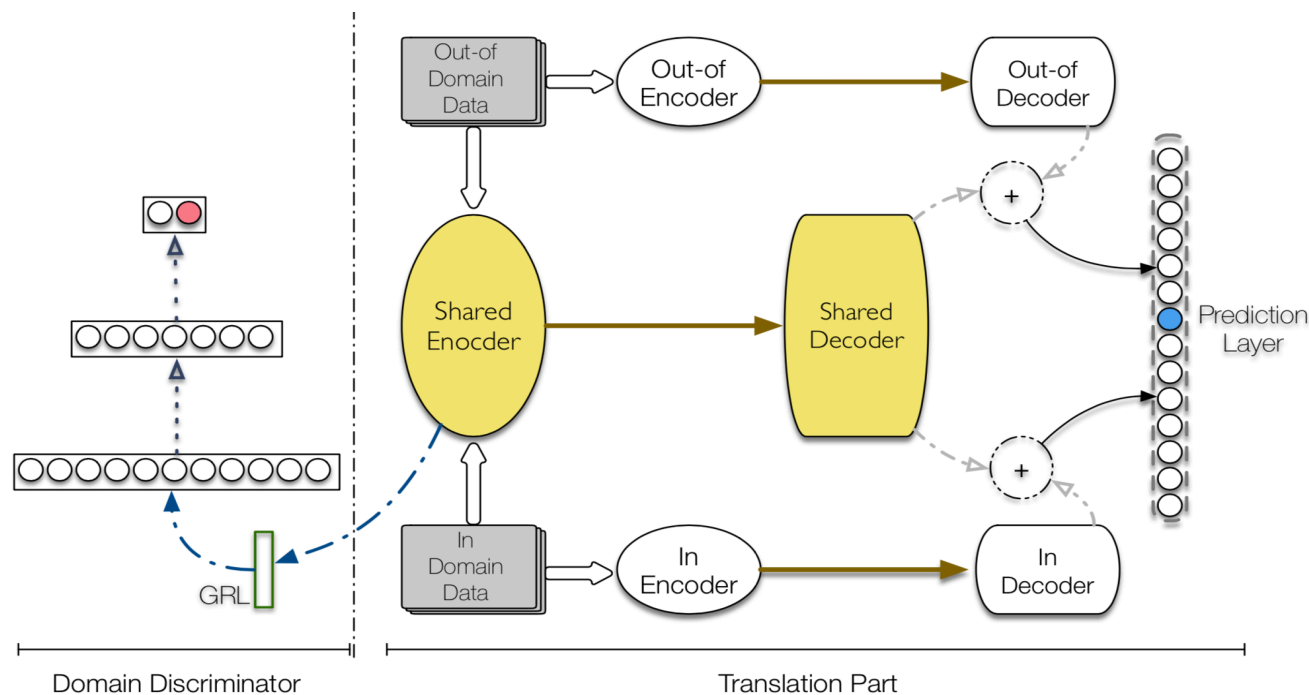 Out-of
Domain
Data
Out-of
Encoder
Out-of
Decoder
+
Shared
Enocder
Shared
Decoder
Prediction
Layer
+
GRL
In
Domain
Data
In
Encoder
In
Decoder
Domain Discriminator
Translation Part